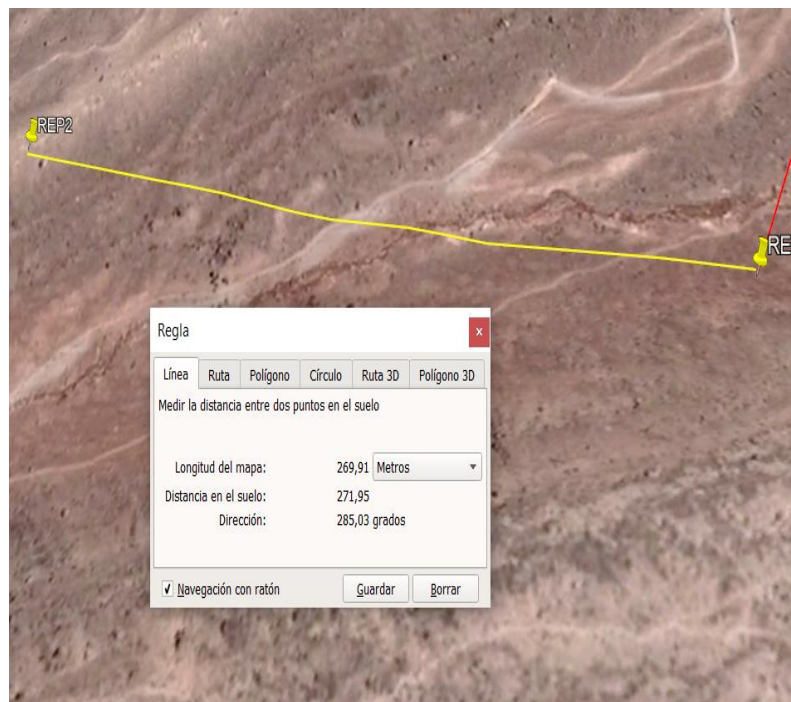 REP2
RE
Regla
x
Línea Ruta Polígono Círculo Ruta 3D Polígono 3D
Medir la distancia entre dos puntos en el suelo
Longitud del mapa: 269,91 Metros
Distancia en el suelo: 271,95
Dirección: 285,03 grados
Navegación con ratón Guardar Borrar